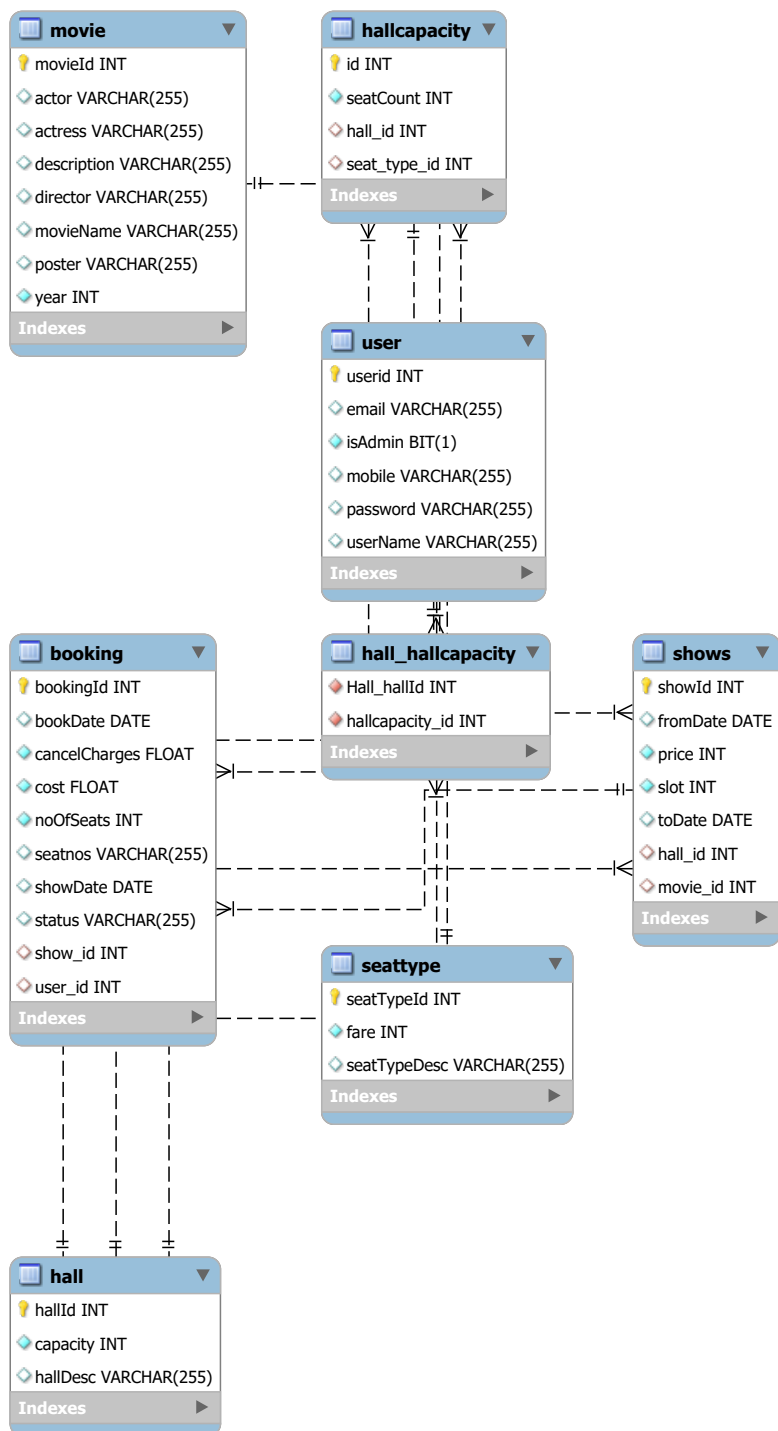 movie
movieId INT
actor VARCHAR(255)
actress VARCHAR(255)
description VARCHAR(255)
director VARCHAR(255)
movieName VARCHAR(255)
poster VARCHAR(255)
year INT
Indexes
hallcapacity
id INT
seatCount INT
hall_id INT
seat_type_id INT
Indexes
user
userid INT
email VARCHAR(255)
isAdmin BIT(1)
mobile VARCHAR(255)
password VARCHAR(255)
userName VARCHAR(255)
Indexes
booking
bookingId INT
bookDate DATE
cancelCharges FLOAT
cost FLOAT
noOfSeats INT
seatnos VARCHAR(255)
showDate DATE
status VARCHAR(255)
show_id INT
user_id INT
Indexes
hall_hallcapacity
Hall_hallId INT
hallcapacity_id INT
Indexes
shows
showId INT
fromDate DATE
price INT
slot INT
toDate DATE
hall_id INT
movie_id INT
Indexes
seattype
seatTypeId INT
fare INT
seatTypeDesc VARCHAR(255)
Indexes
hall
hallId INT
capacity INT
hallDesc VARCHAR(255)
Indexes